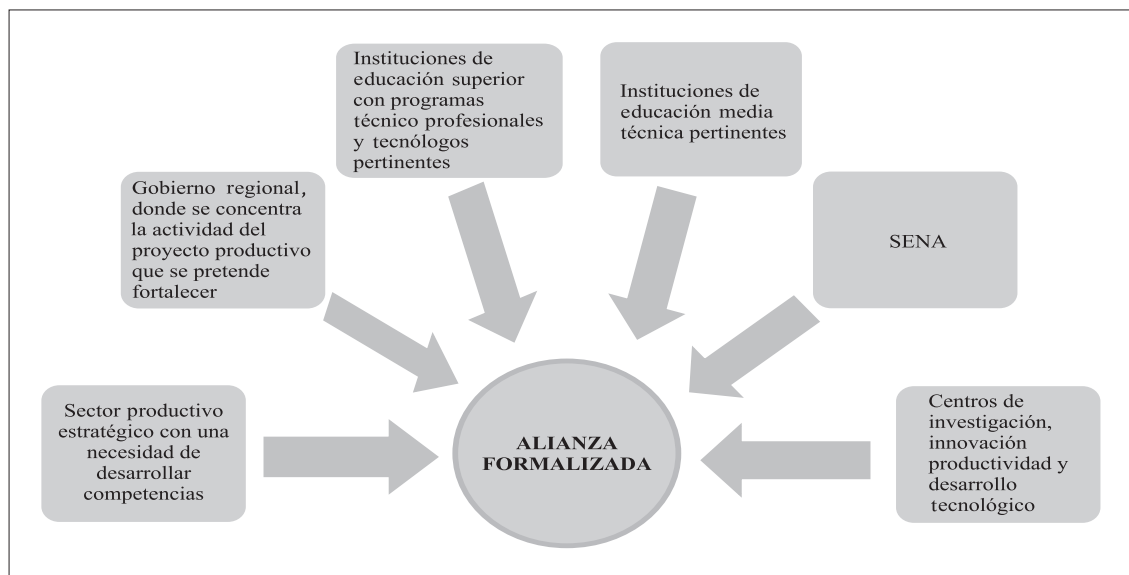 Instituciones de
educación superior
con programas
técnico profesionales
y tecnólogos
pertinentes
Instituciones de
educación media
técnica pertinentes
Gobierno regional,
donde se concentra
la actividad del
proyecto productivo
que se pretende
fortalecer
SENA
Sector productivo
estratégico con una
necesidad de
desarrollar
competencias
ALIANZA
FORMALIZADA
Centros de
investigación,
innovación
productividad y
desarrollo
tecnológico